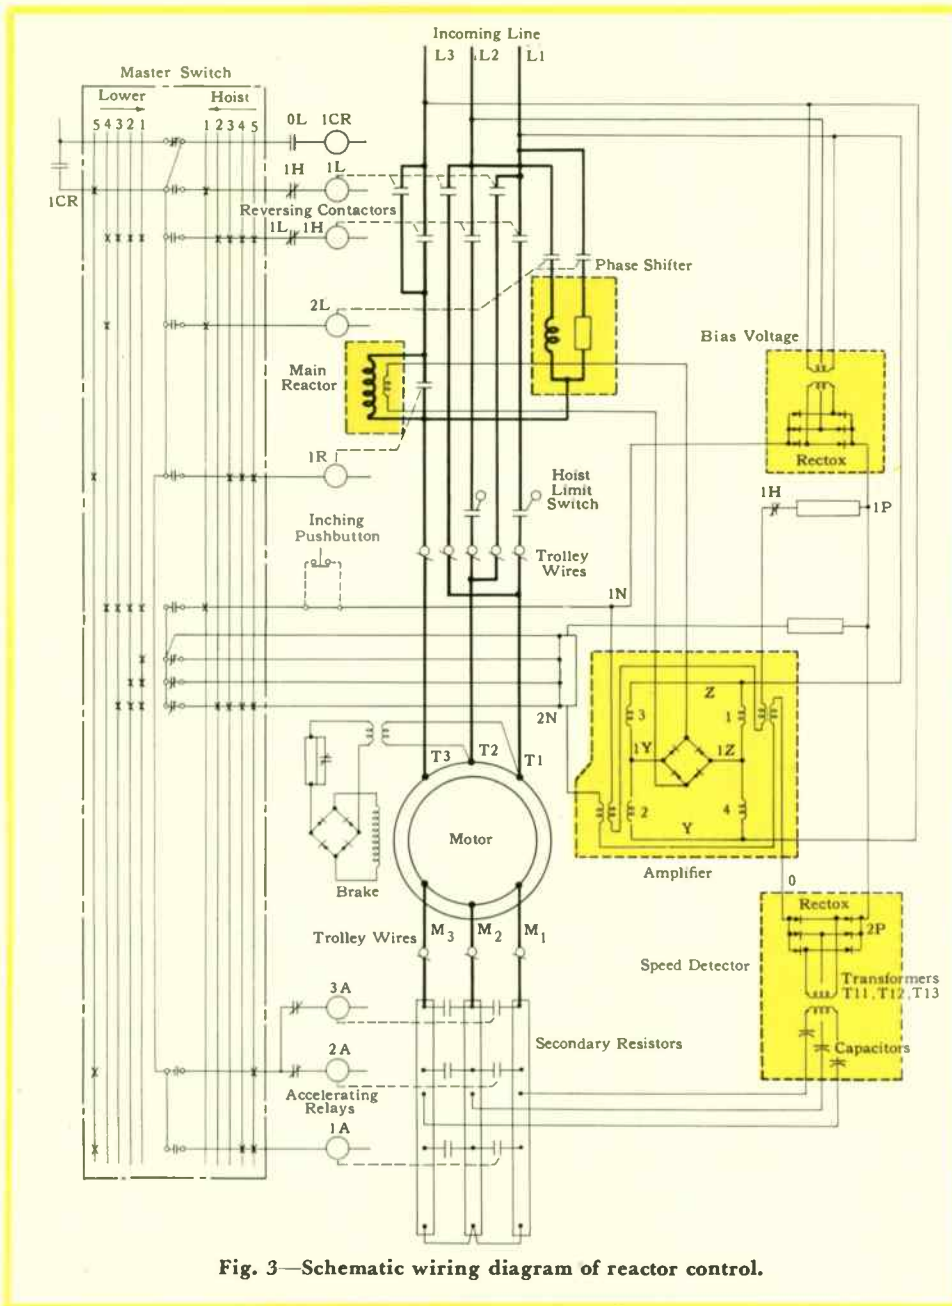 Incoming Line
L3 L2 L1
Master Switch
Lower Hoist
5 4 3 2 1 1 2 3 4 5
OL 1CR
1H 1L
1CR
Reversing Contactors
1L 1H
Phase Shifter
2L
Bias Voltage
Main
Reactor
Rectox
1R
Hoist
Limit
Switch
1H
1P
Inching
Pushbutton
Trolley
Wires
1N
2N
Z
3 1
1Y 1Z
2 4
Y
T3 T2 T1
Motor
Brake
Amplifier
0
Rectox
2P
Trolley Wires
M3 M2 M1
Speed Detector
Transformers
T11, T12, T13
3A
Secondary Resistors
Capacitors
2A
Accelerating
Relays
1A
Fig. 3—Schematic wiring diagram of reactor control.